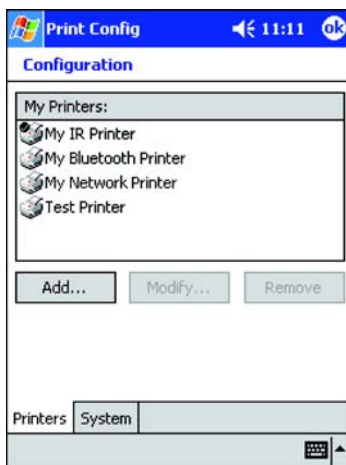 Print Config 11:11 ok
Configuration
My Printers:
My IR Printer
My Bluetooth Printer
My Network Printer
Test Printer
Add... Modify... Remove
Printers System